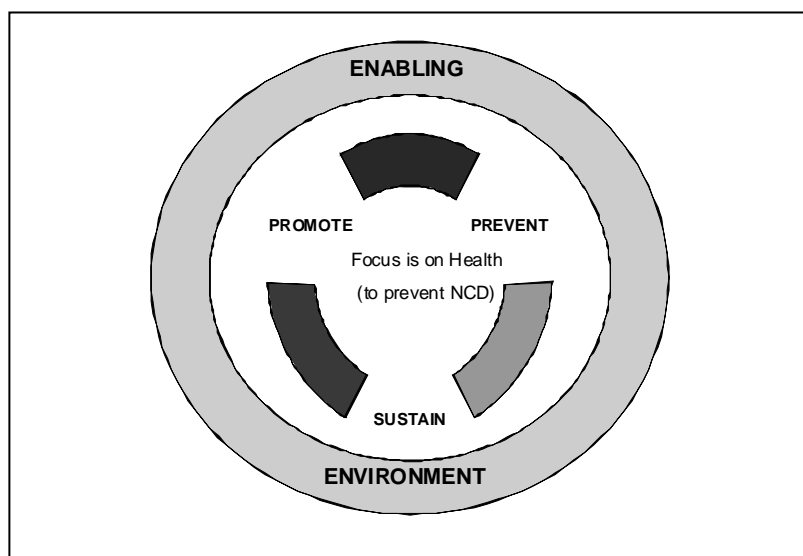 ENABLING
PROMOTE
PREVENT
Focus is on Health
(to prevent NCD)
SUSTAIN
ENVIRONMENT